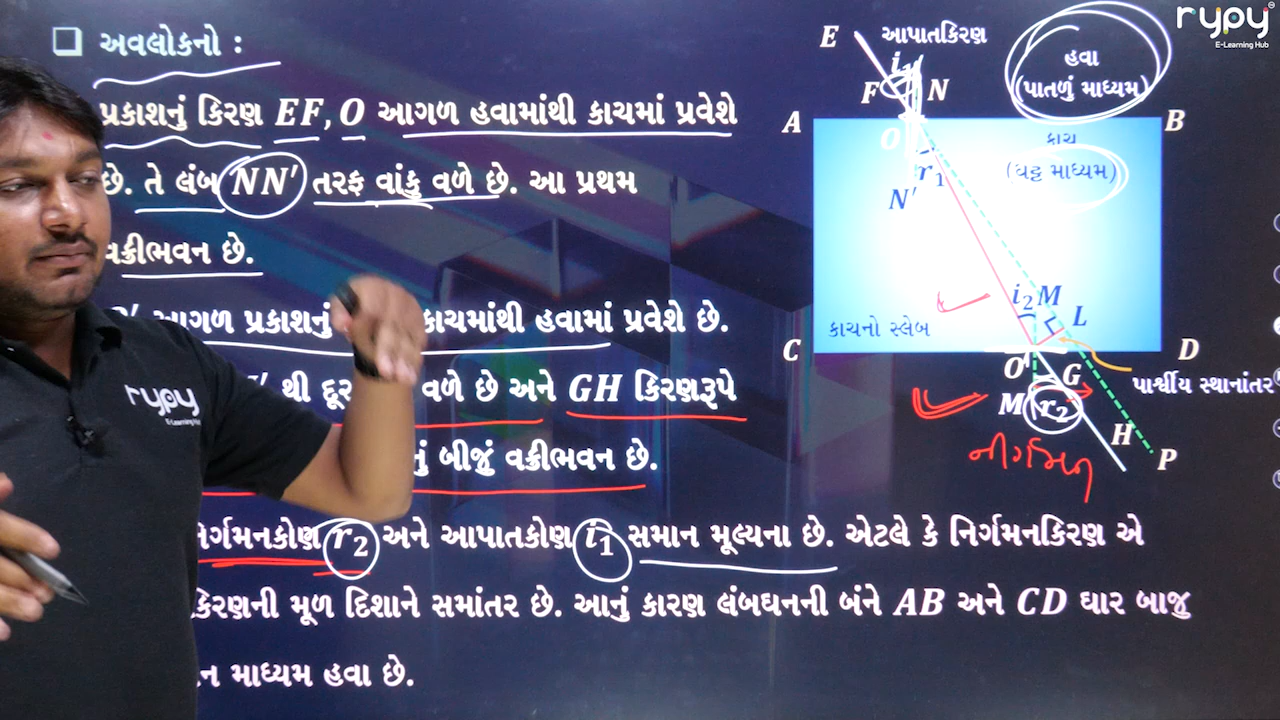 અવલોકનો :
પ્રકાશનું કિરણ EF, O આગળ હવામાંથી કાચમાં પ્રવેશે
છે. તે લંબ NN' તરફ વાંકુ વળે છે. આ પ્રથમ
વક્રીભવન છે.
O' આગળ પ્રકાશનું કાચમાંથી હવામાં પ્રવેશે છે.
થી દૂર વળે છે અને GH કિરણરૂપે
બીજું વક્રીભવન છે.
નિર્ગમનકોણ r₂ અને આપાતકોણ i₁ સમાન મૂલ્યના છે. એટલે કે નિર્ગમનકિરણ એ
કિરણની મૂળ દિશાને સમાંતર છે. આનું કારણ લંબઘનની બંને AB અને CD ધાર બાજુ
માધ્યમ હવા છે.
E
આપાતકિરણ
હવા
(પાતળું માધ્યમ)
i₁
F
N
A
B
O
કાચ
(ઘટ્ટ માધ્યમ)
r₁
N'
i₂
M
L
કાચનો સ્લેબ
C
D
O'
G
પાર્શ્વીય સ્થાનાંતર
M'
r₂
H
P
નીર્ગમન
rypy
E-Learning Hub
rypy
E-Learning Hub